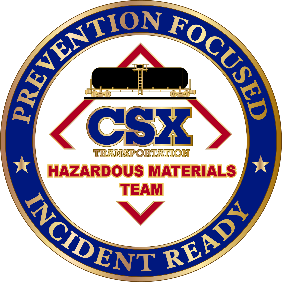 PREVENTION FOCUSED
CSX
TRANSPORTATION
HAZARDOUS MATERIALS
TEAM
INCIDENT READY